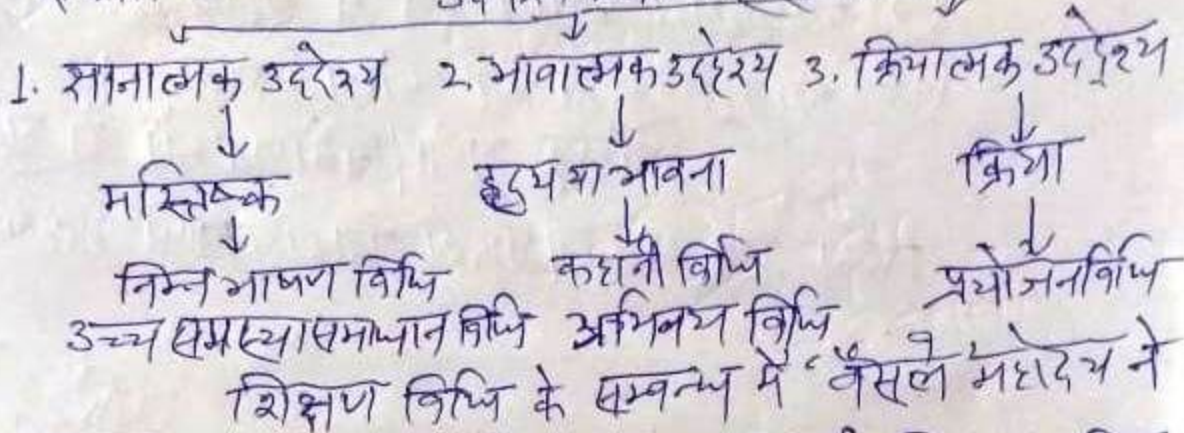 1. ज्ञानात्मक उद्देश्य 2. भावात्मक उद्देश्य 3. क्रियात्मक उद्देश्य
मस्तिष्क हृदय या भावना क्रिया
निम्न भाषण विधि कहानी विधि प्रयोजन विधि
उच्च समस्या समाधान विधि अभिनय विधि
शिक्षण विधि के सम्बन्ध में "वैसले महोदय ने